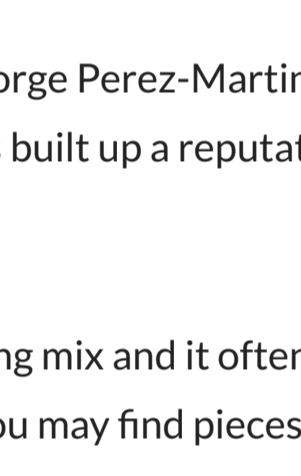 orge Perez-Martin
built up a reputat
ng mix and it often
ou may find pieces